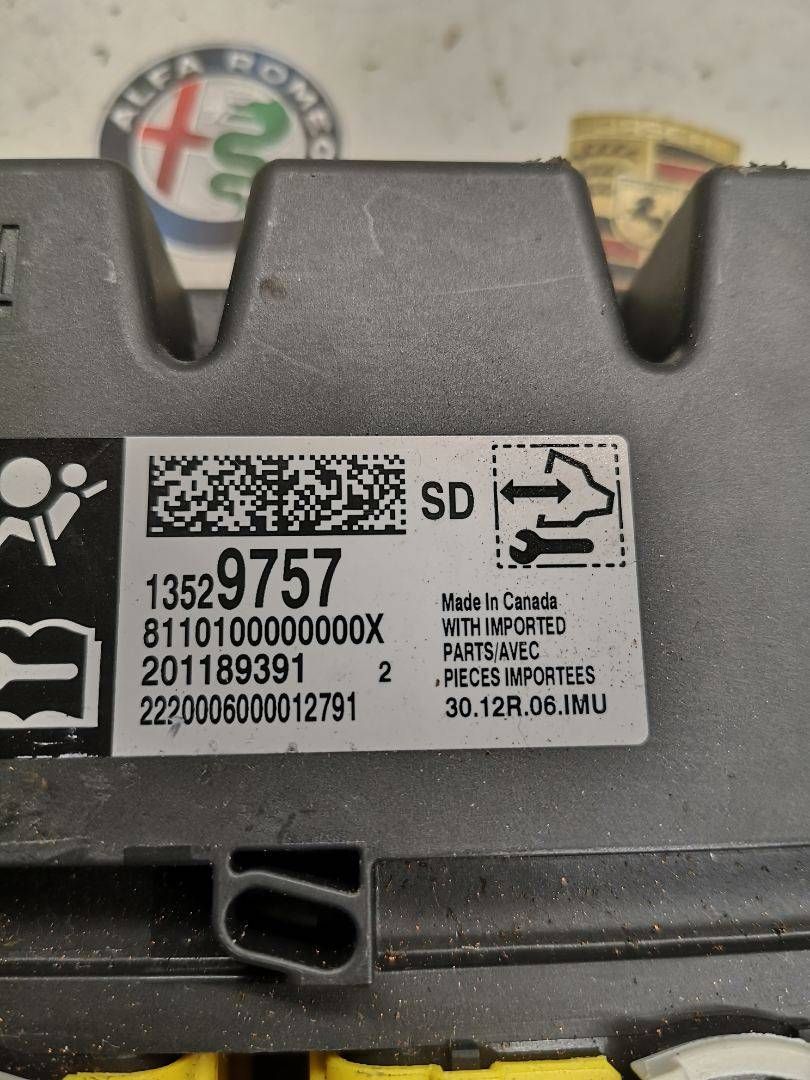 ALFA ROMEO
SD
13529757
8110100000000X
201189391 2
2220006000012791
Made In Canada
WITH IMPORTED
PARTS/AVEC
PIECES IMPORTEES
30.12R.06.IMU